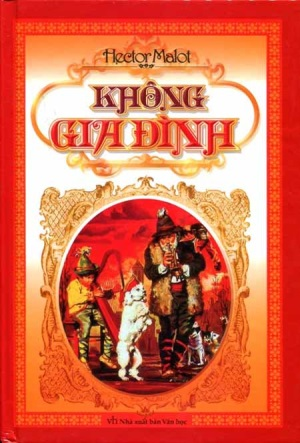 Hector Malot
KHÔNG
GIA ĐÌNH
Nhà xuất bản Văn học